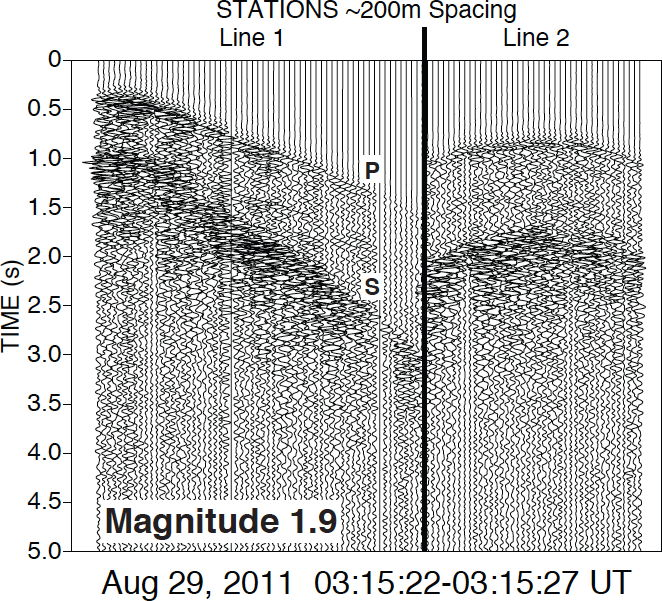 STATIONS ~200m Spacing
Line 1
Line 2
0
0.5
1.0
1.5
2.0
2.5
3.0
3.5
4.0
4.5
5.0
TIME (s)
P
S
Magnitude 1.9
Aug 29, 2011 03:15:22-03:15:27 UT